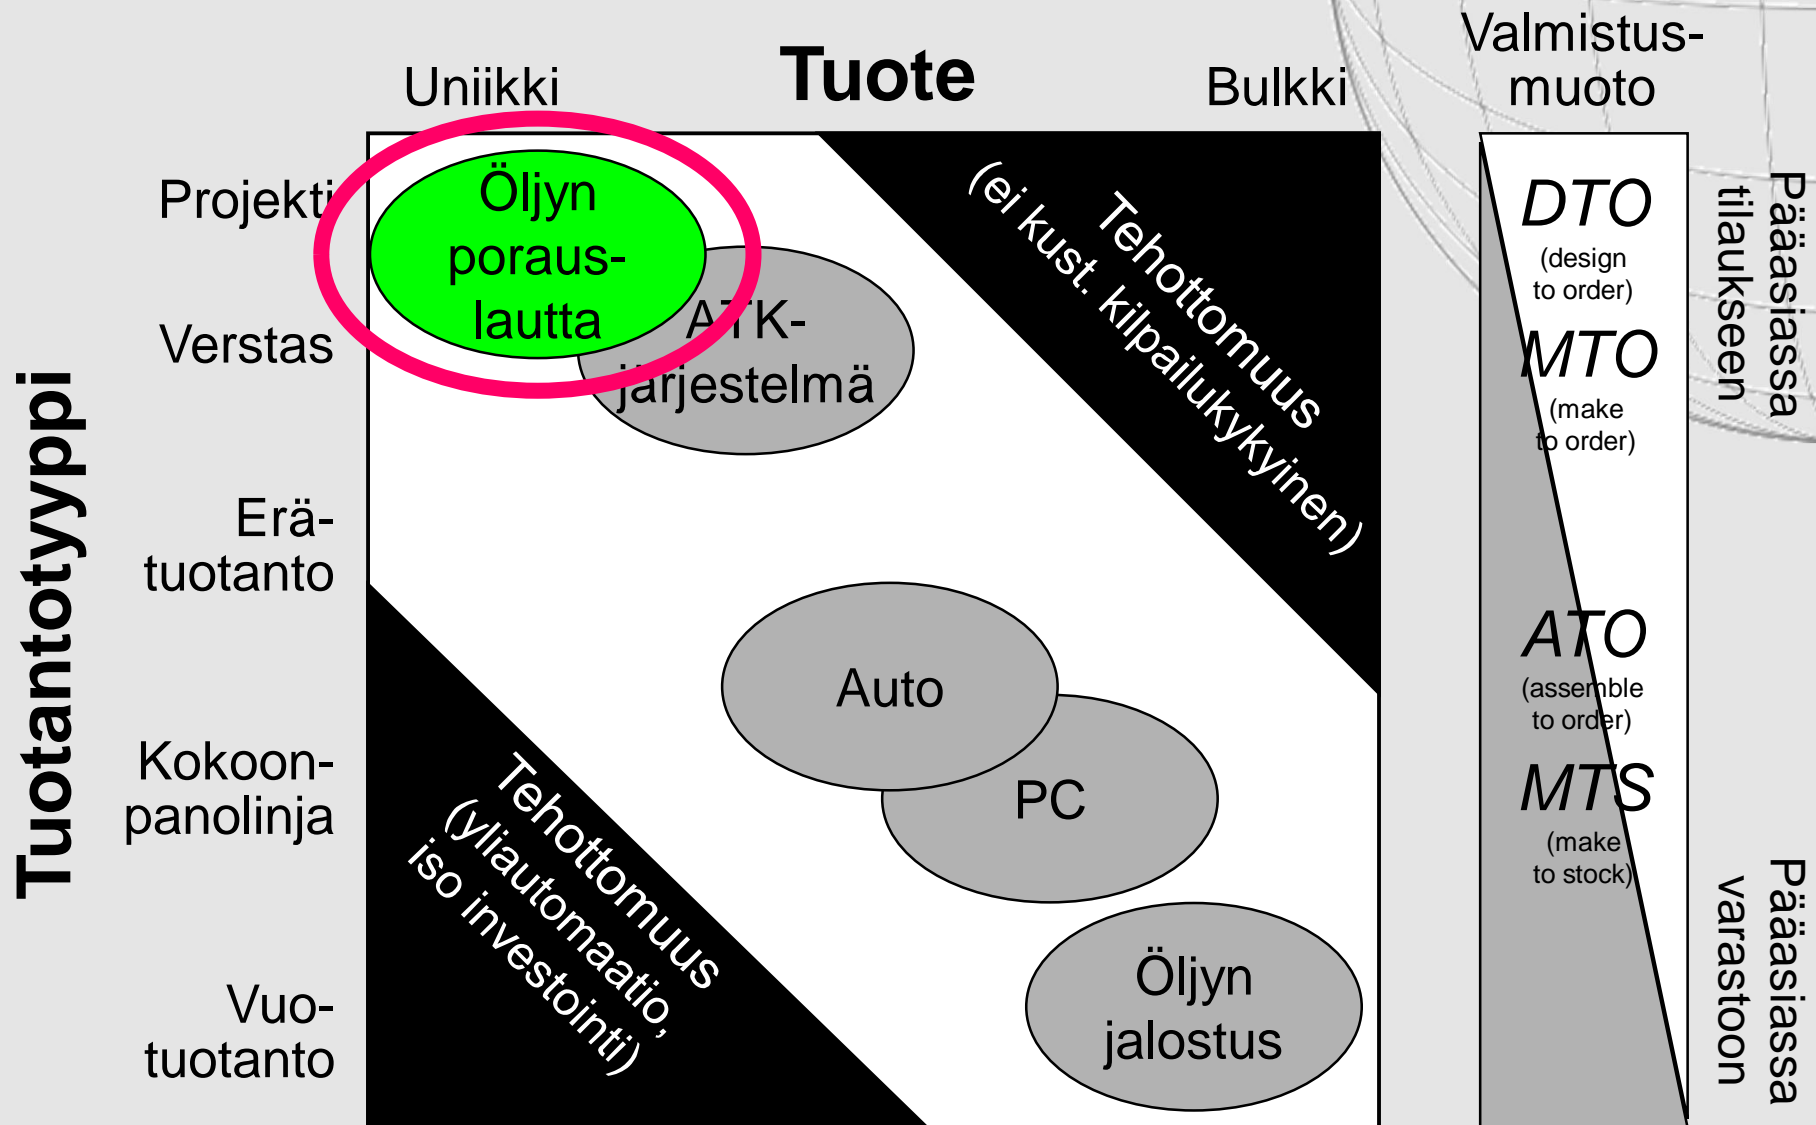 Tuote
Uniikki
Bulkki
Valmistus-
muoto
Tuotantotyyppi
Projekti
Verstas
Erä-
tuotanto
Kokoon-
panolinja
Vuo-
tuotanto
Öljyn
poraus-
lautta
ATK-
järjestelmä
Auto
PC
Öljyn
jalostus
Tehottomuus
(ei kust. kilpailukykyinen)
Tehottomuus
(yliautomaatio,
iso investointi)
DTO
(design
to order)
MTO
(make
to order)
ATO
(assemble
to order)
MTS
(make
to stock)
Pääasiassa
tilaukseen
Pääasiassa
varastoon